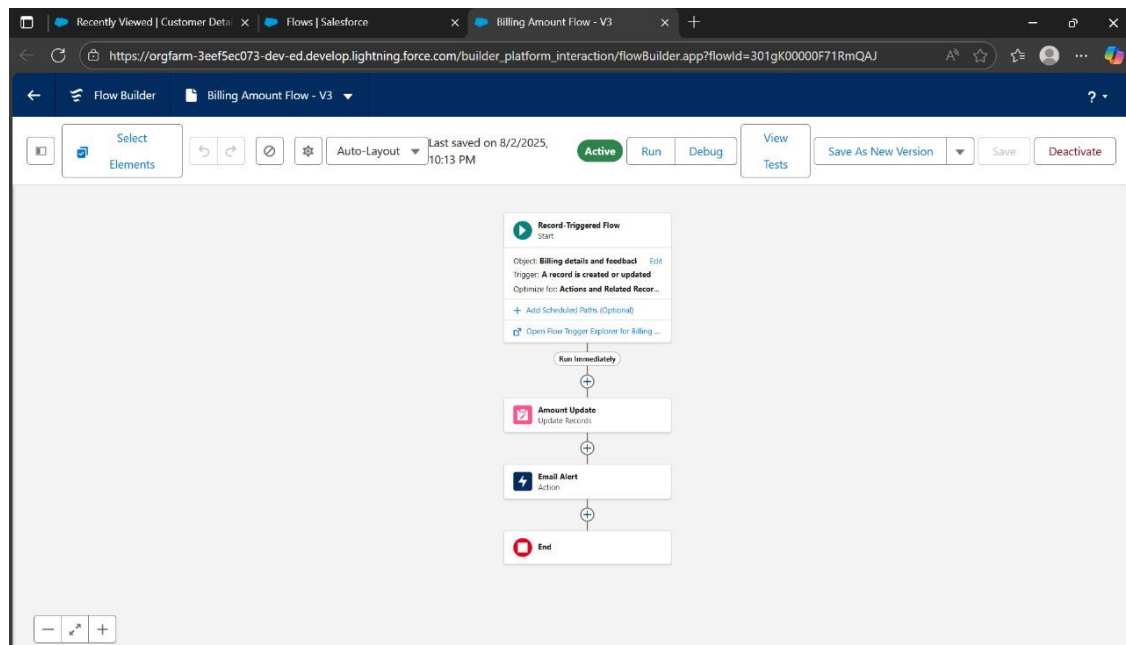 Recently Viewed | Customer Detai
Flows | Salesforce
Billing Amount Flow - V3
https://orgfarm-3eef5ec073-dev-ed.develop.lightning.force.com/builder_platform_interaction/flowBuilder.app?flowId=301gK00000F71RmQAJ
Flow Builder
Billing Amount Flow - V3
?
Select
Elements
Auto-Layout
Last saved on 8/2/2025,
10:13 PM
Active
Run
Debug
View
Tests
Save As New Version
Save
Deactivate
Record-Triggered Flow
Start
Object: Billing details and feedback Edit
Trigger: A record is created or updated
Optimize for: Actions and Related Recor...
+ Add Scheduled Paths (Optional)
Open Flow Trigger Explorer for Billing ...
Run Immediately
Amount Update
Update Records
Email Alert
Action
End